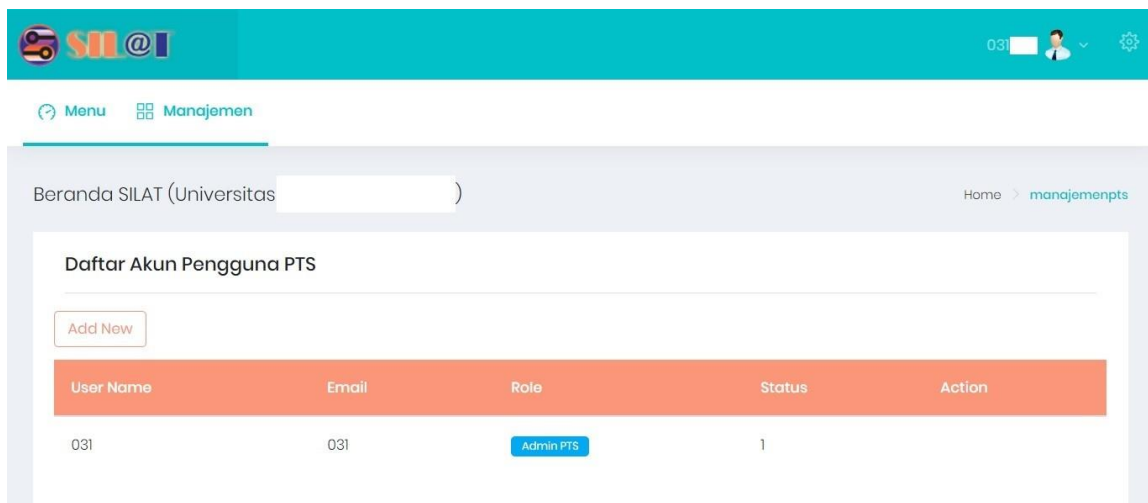 SIL@T
031
Menu Manajemen
Beranda SILAT (Universitas )
Home > manajemenpts
Daftar Akun Pengguna PTS
Add New
User Name Email Role Status Action
031 031 Admin PTS 1